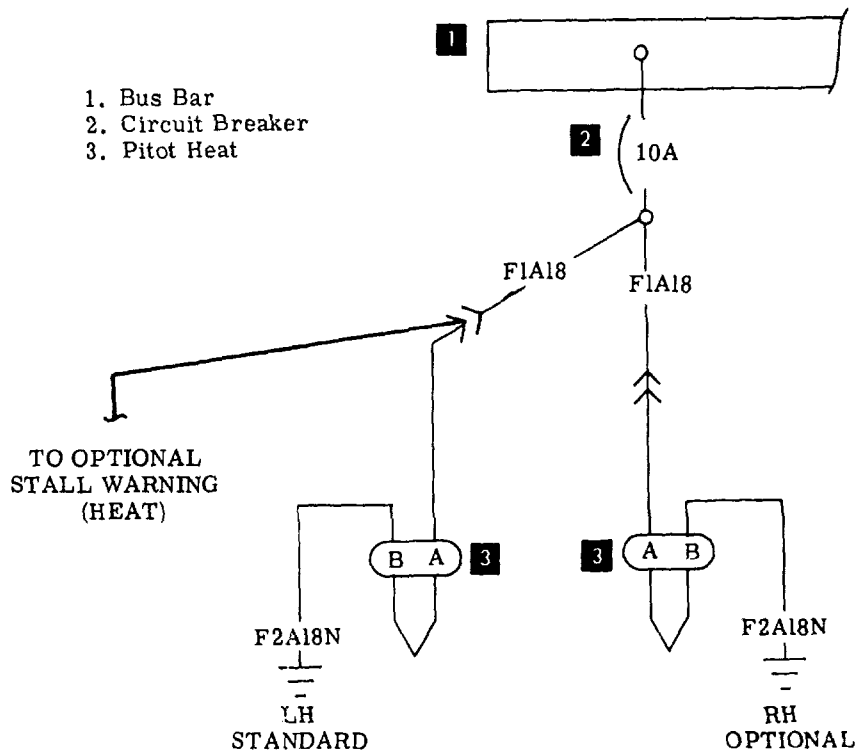 1
1. Bus Bar
2. Circuit Breaker
3. Pitot Heat
2
10A
F1A18
F1A18
TO OPTIONAL
STALL WARNING
(HEAT)
B A
3
3
A B
F2A18N
F2A18N
LH
STANDARD
RH
OPTIONAL